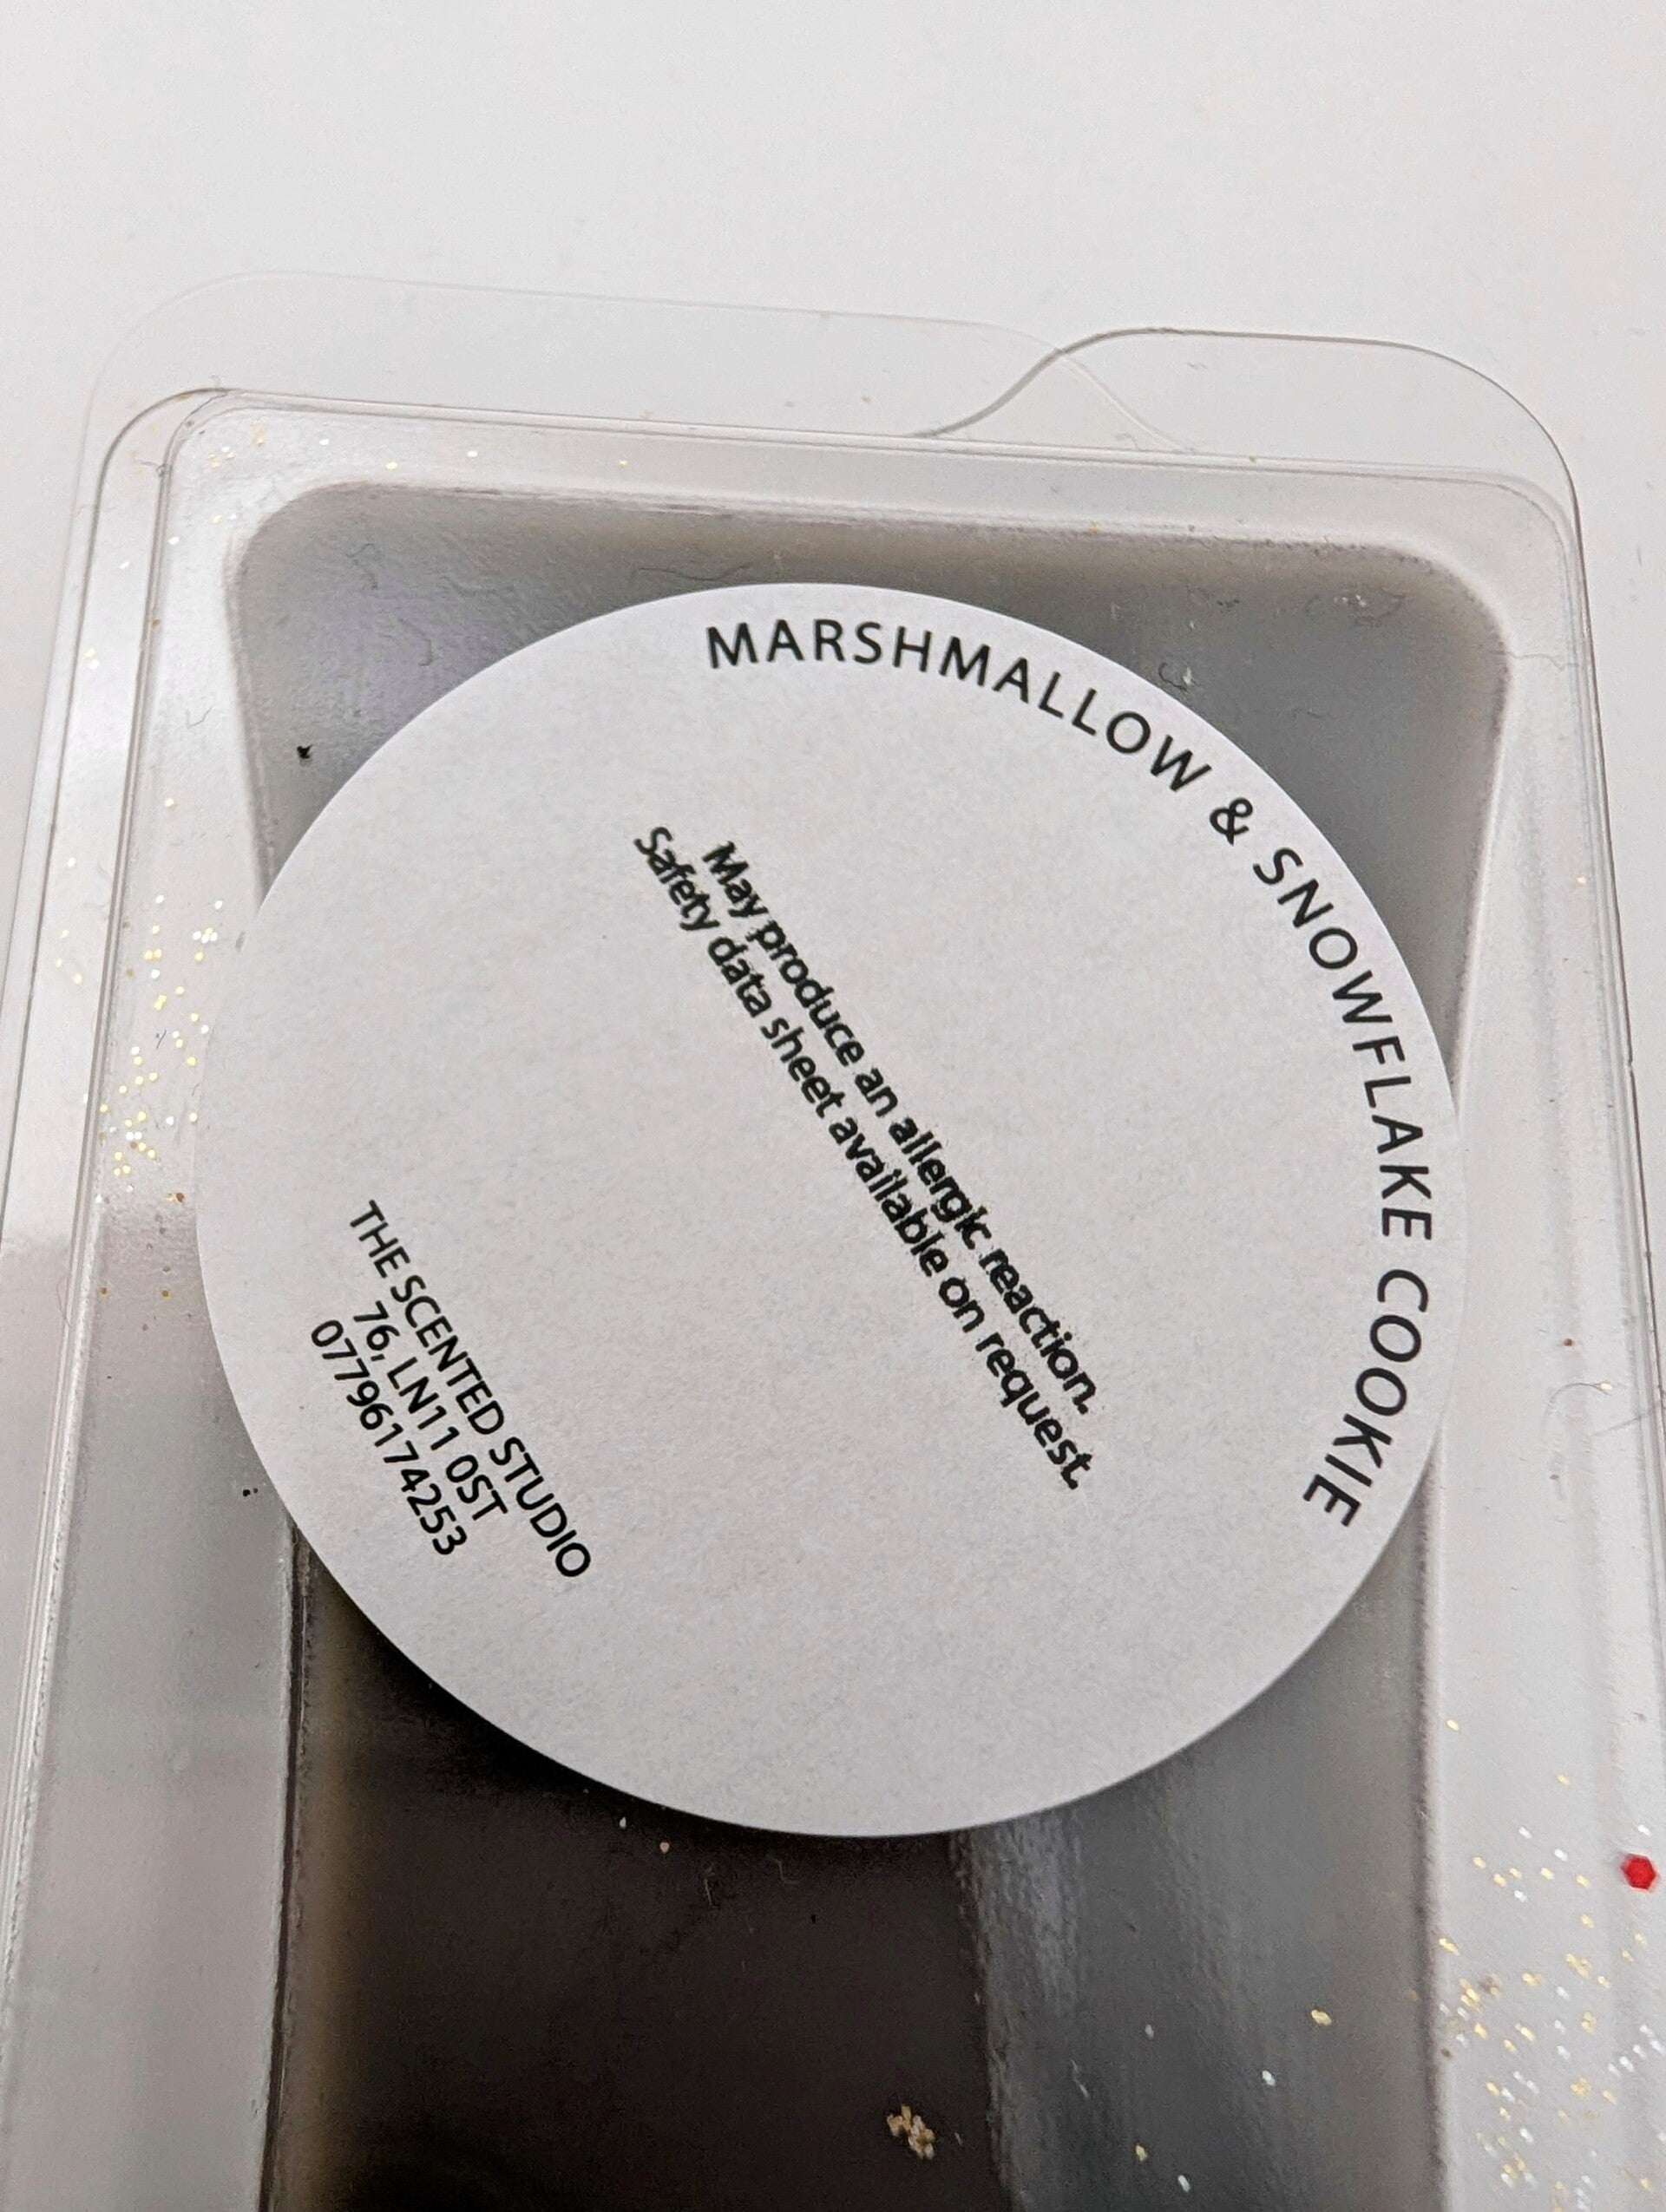 MARSHMALLOW & SNOWFLAKE COOKIE
May produce an allergic reaction.
Safety data sheet available on request.
THE SCENTED STUDIO
76, LN11 0ST
07796174253